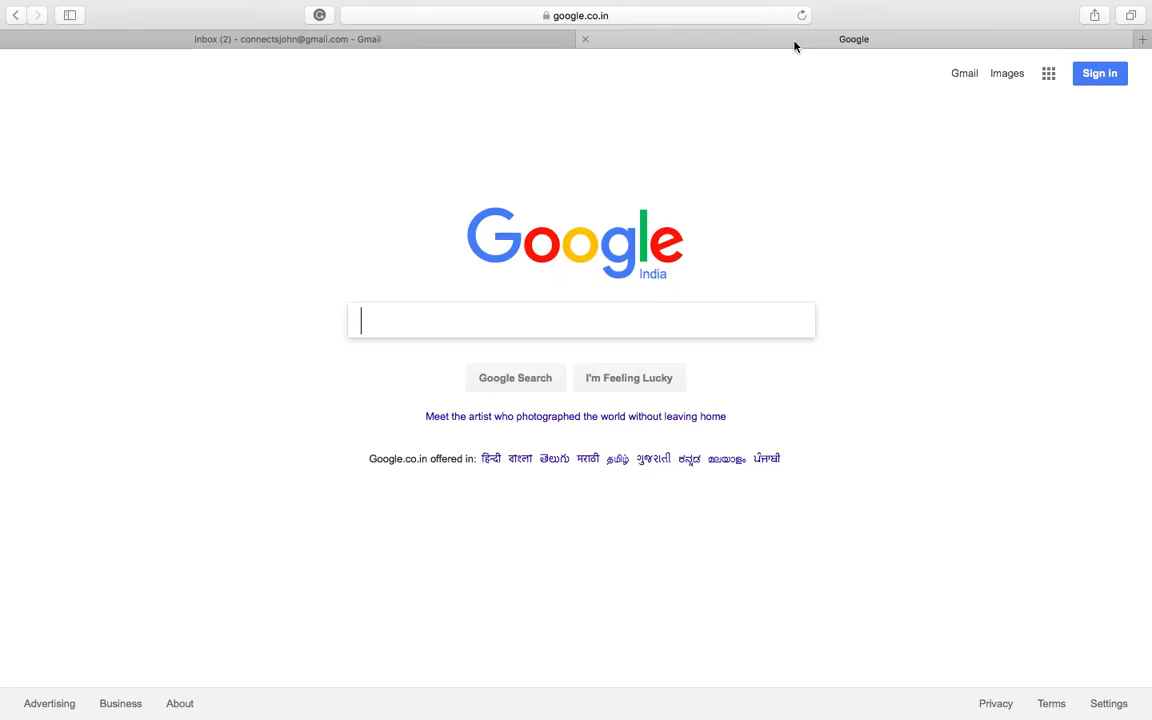 google.co.in
Inbox (2) - connectsjohn@gmail.com - Gmail
Google
Gmail Images Sign in
Google
India
Google Search I'm Feeling Lucky
Meet the artist who photographed the world without leaving home
Google.co.in offered in: हिन्दी বাংলা తెలుగు मराठी தமிழ் ગુજરાતી ಕನ್ನಡ മലയാളം ਪੰਜਾਬੀ
Advertising Business About Privacy Terms Settings